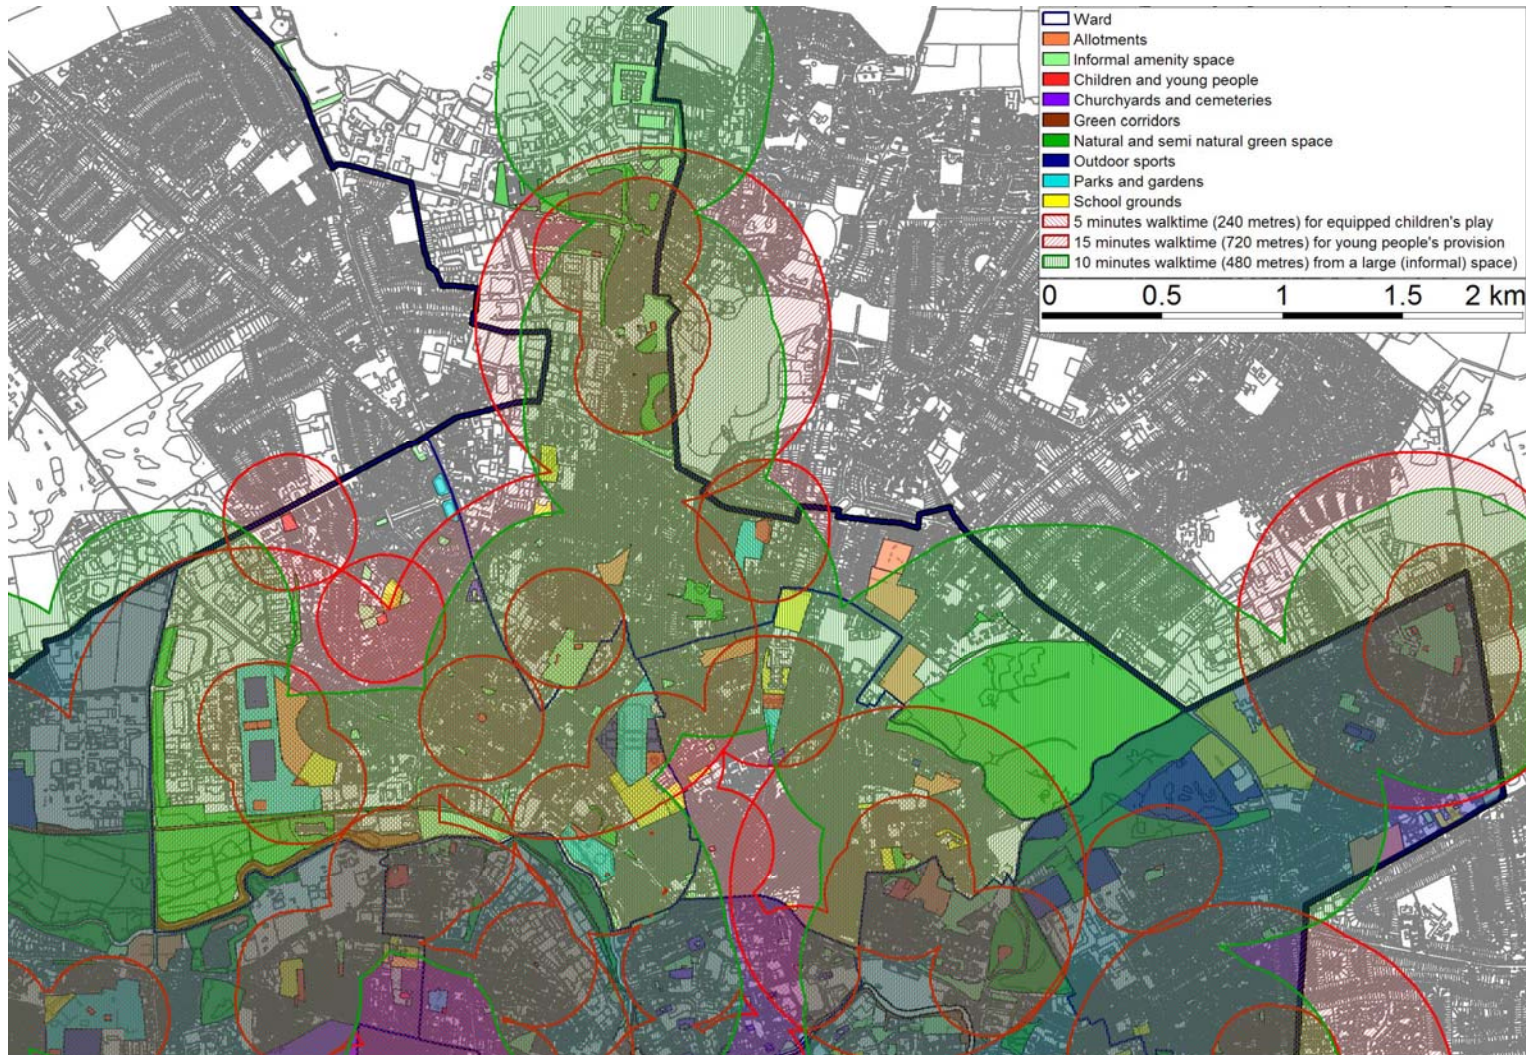 Ward
Allotments
Informal amenity space
Children and young people
Churchyards and cemeteries
Green corridors
Natural and semi natural green space
Outdoor sports
Parks and gardens
School grounds
5 minutes walktime (240 metres) for equipped children's play
15 minutes walktime (720 metres) for young people's provision
10 minutes walktime (480 metres) from a large (informal) space)
0 0.5 1 1.5 2 km